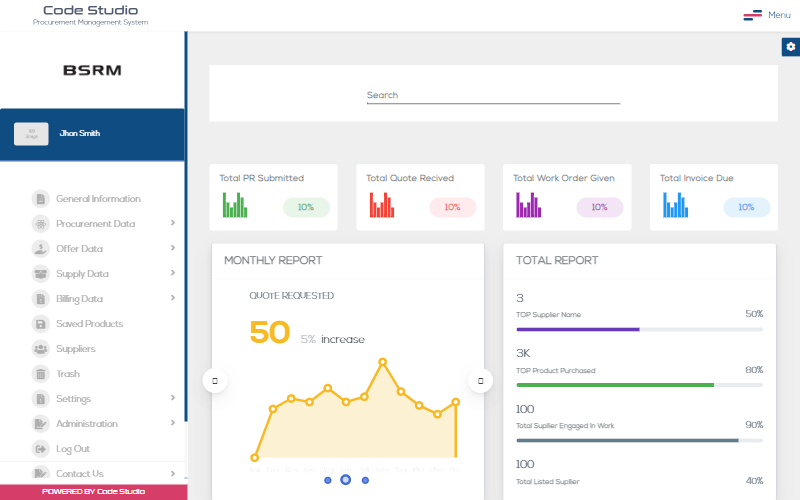 Code Studio
Procurement Management System
Menu
BSRM
Jhon Smith
General Information
Procurement Data
Offer Data
Supply Data
Billing Data
Saved Products
Suppliers
Trash
Settings
Administration
Log Out
Contact Us
POWERED BY Code Studio
Search
Total PR Submitted
10%
Total Quote Recived
10%
Total Work Order Given
10%
Total Invoice Due
10%
MONTHLY REPORT
QUOTE REQUESTED
50 5% increase
TOTAL REPORT
3
TOP Supplier Name 50%
3K
TOP Product Purchased 80%
100
Total Supllier Engaged In Work 90%
100
Total Listed Supllier 40%